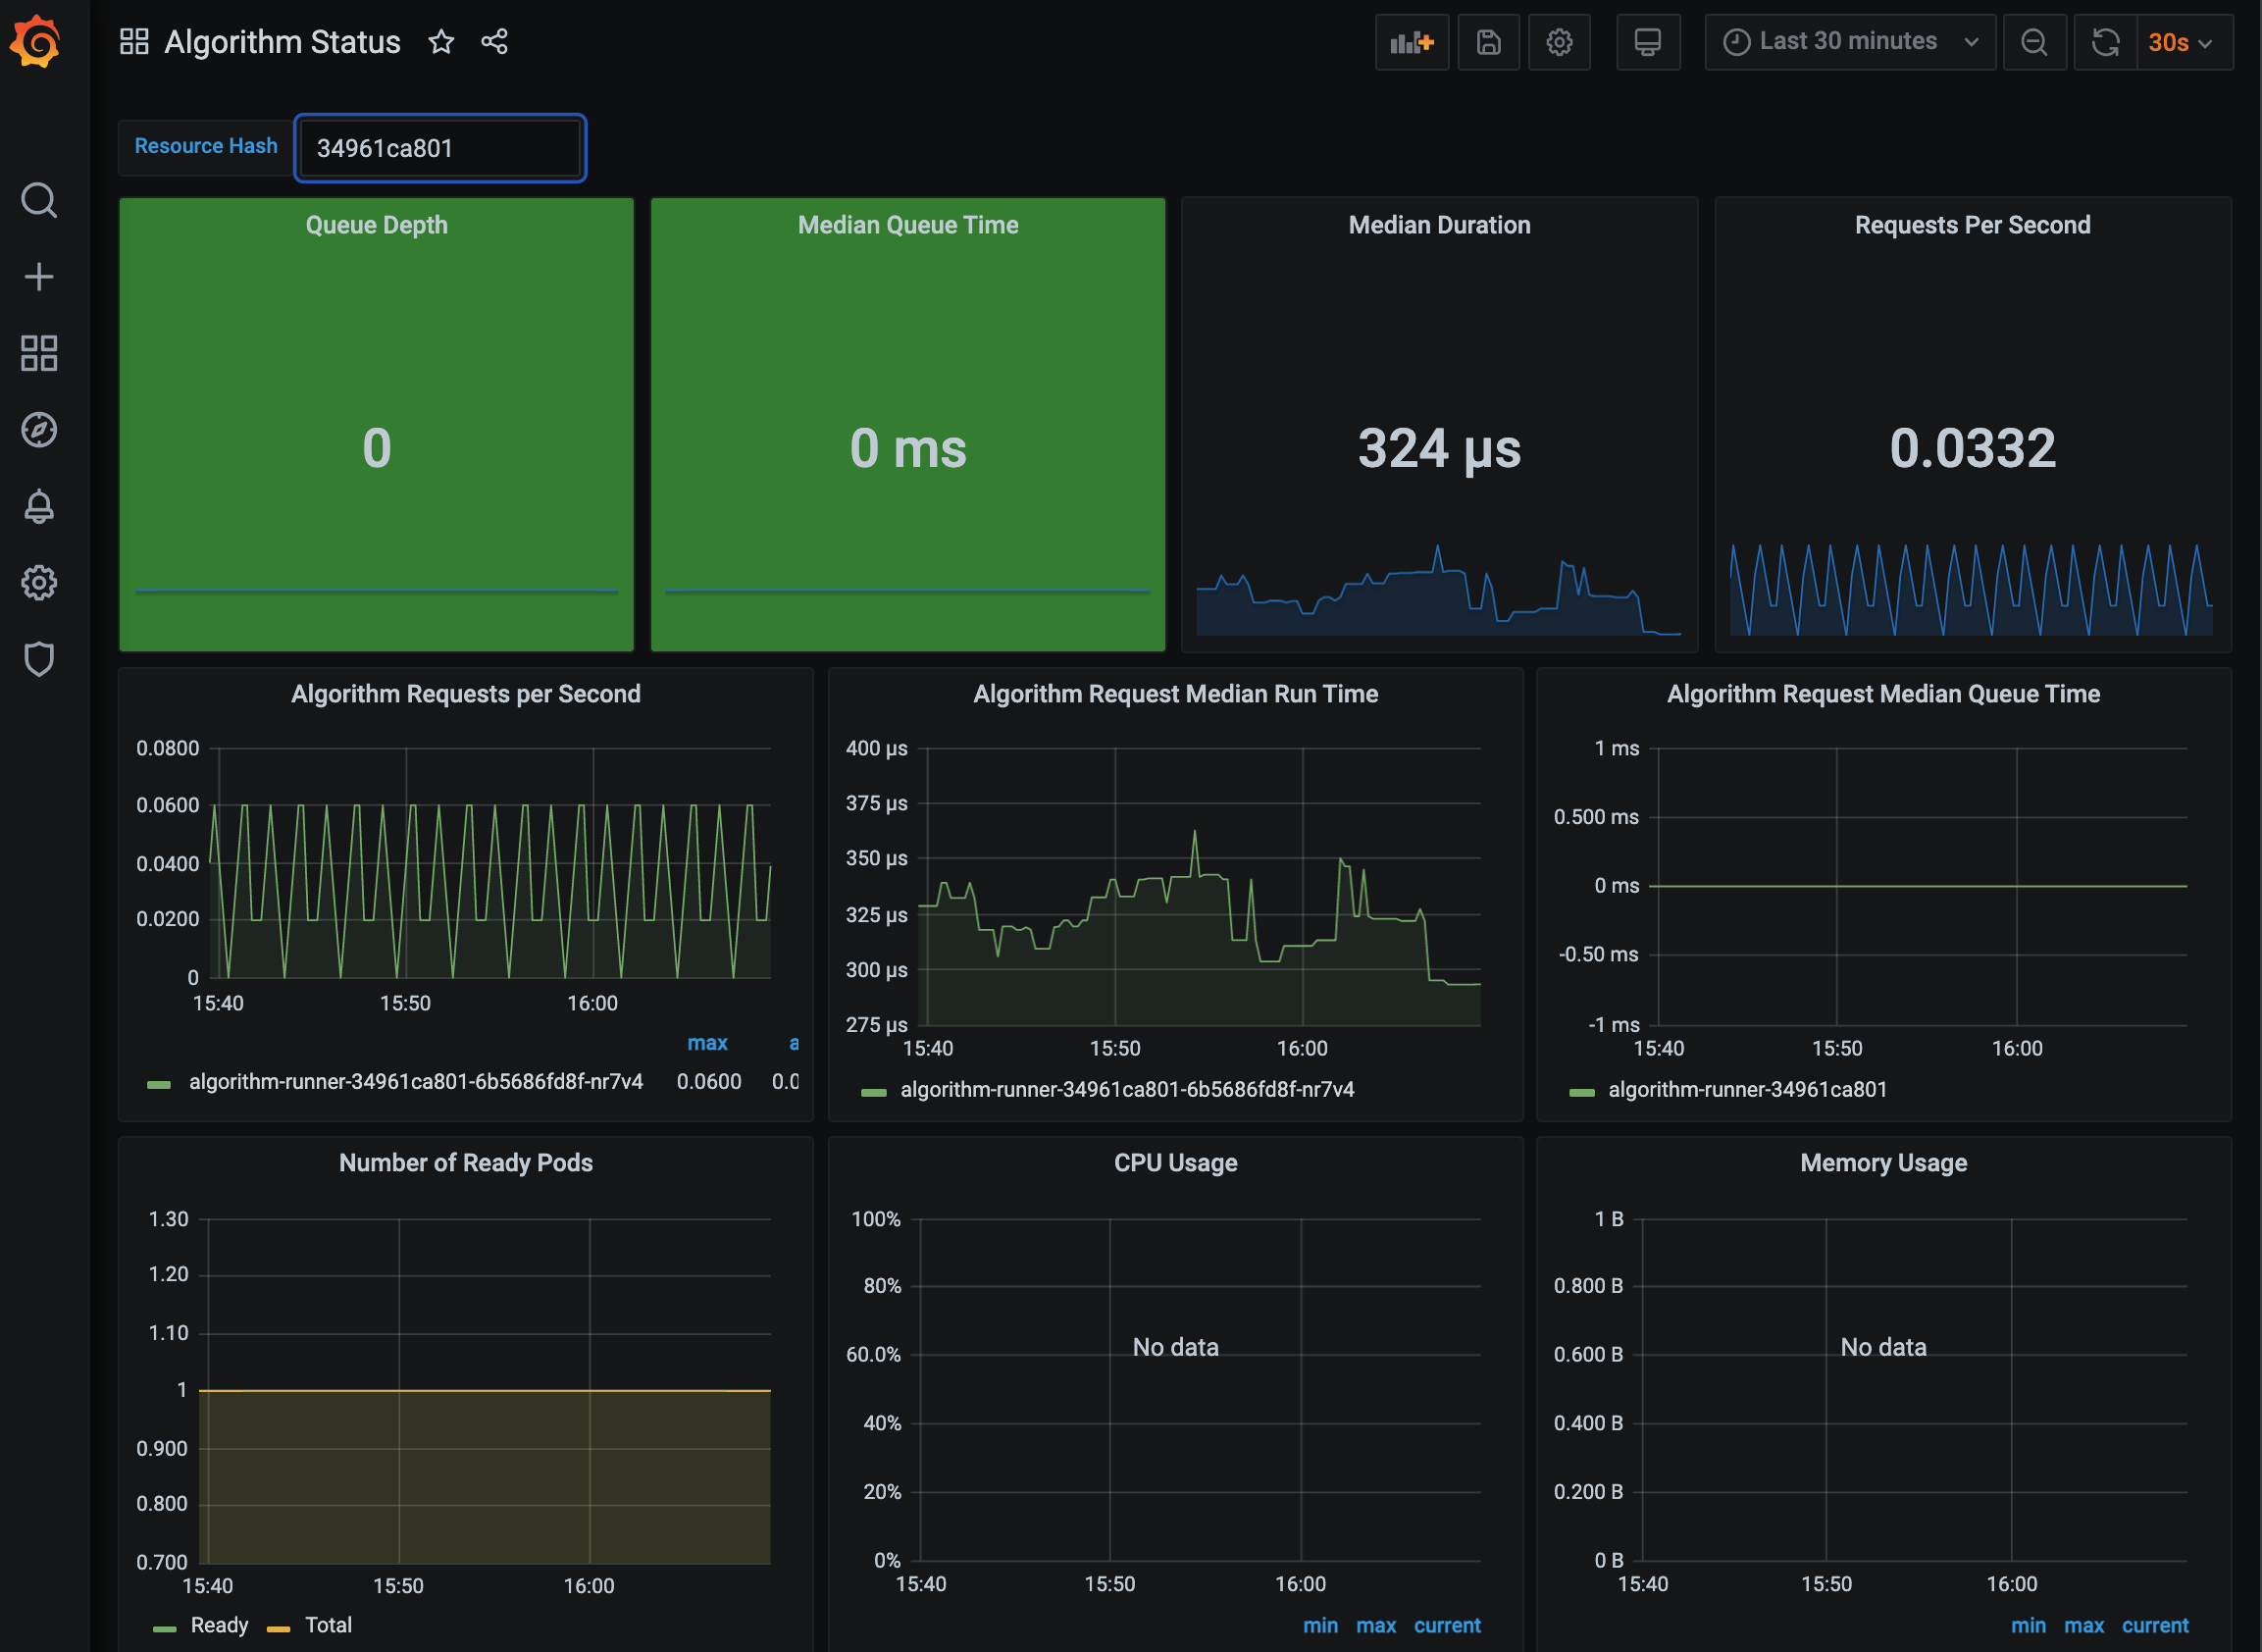 Algorithm Status
Last 30 minutes
30s
Resource Hash
34961ca801
Queue Depth
0
Median Queue Time
0 ms
Median Duration
324 µs
Requests Per Second
0.0332
Algorithm Requests per Second
0.0800
0.0600
0.0400
0.0200
0
15:40 15:50 16:00
max a
algorithm-runner-34961ca801-6b5686fd8f-nr7v4 0.0600 0.0
Algorithm Request Median Run Time
400 µs
375 µs
350 µs
325 µs
300 µs
275 µs
15:40 15:50 16:00
algorithm-runner-34961ca801-6b5686fd8f-nr7v4
Algorithm Request Median Queue Time
1 ms
0.500 ms
0 ms
-0.50 ms
-1 ms
15:40 15:50 16:00
algorithm-runner-34961ca801
Number of Ready Pods
1.30
1.20
1.10
1
0.900
0.800
0.700
15:40 15:50 16:00
Ready Total
CPU Usage
100%
80%
60.0%
40%
20%
0%
No data
15:40 15:50 16:00
min max current
Memory Usage
1 B
0.800 B
0.600 B
0.400 B
0.200 B
0 B
No data
15:40 15:50 16:00
min max current